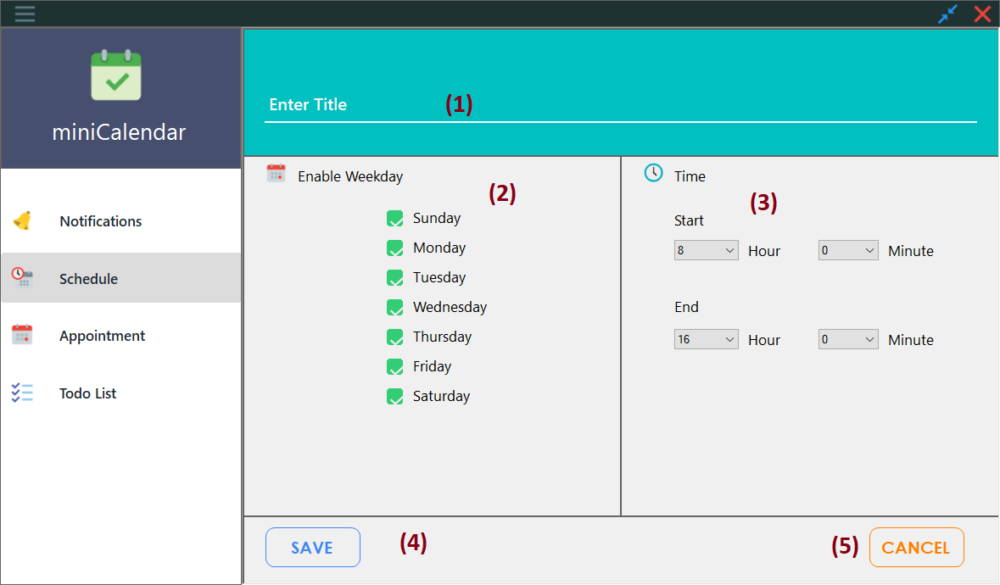 miniCalendar
Notifications
Schedule
Appointment
Todo List
Enter Title (1)
Enable Weekday
(2)
Sunday
Monday
Tuesday
Wednesday
Thursday
Friday
Saturday
Time
(3)
Start
8 Hour 0 Minute
End
16 Hour 0 Minute
SAVE (4) (5) CANCEL